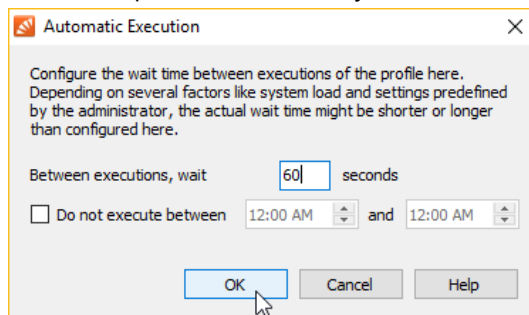 Automatic Execution
Configure the wait time between executions of the profile here.
Depending on several factors like system load and settings predefined
by the administrator, the actual wait time might be shorter or longer
than configured here.
Between executions, wait 60 seconds
Do not execute between 12:00 AM and 12:00 AM
OK Cancel Help